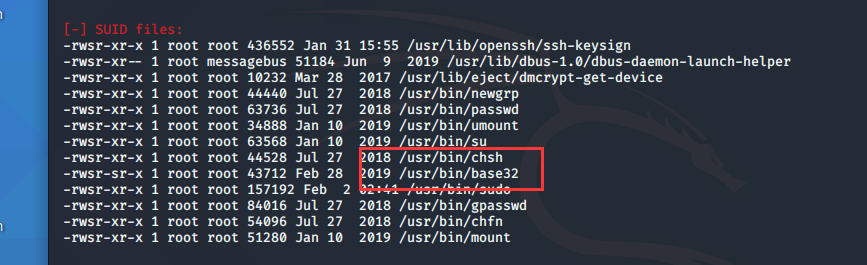 [-] SUID files:
-rwsr-xr-x 1 root root 436552 Jan 31 15:55 /usr/lib/openssh/ssh-keysign
-rwsr-xr-- 1 root messagebus 51184 Jun  9  2019 /usr/lib/dbus-1.0/dbus-daemon-launch-helper
-rwsr-xr-x 1 root root 10232 Mar 28  2017 /usr/lib/eject/dmcrypt-get-device
-rwsr-xr-x 1 root root 44440 Jul 27  2018 /usr/bin/newgrp
-rwsr-xr-x 1 root root 63736 Jul 27  2018 /usr/bin/passwd
-rwsr-xr-x 1 root root 34888 Jan 10  2019 /usr/bin/umount
-rwsr-xr-x 1 root root 63568 Jan 10  2019 /usr/bin/su
-rwsr-xr-x 1 root root 44528 Jul 27  2018 /usr/bin/chsh
-rwsr-sr-x 1 root root 43712 Feb 28  2019 /usr/bin/base32
-rwsr-xr-x 1 root root 157192 Feb  2 02:41 /usr/bin/sudo
-rwsr-xr-x 1 root root 84016 Jul 27  2018 /usr/bin/gpasswd
-rwsr-xr-x 1 root root 54096 Jul 27  2018 /usr/bin/chfn
-rwsr-xr-x 1 root root 51280 Jan 10  2019 /usr/bin/mount